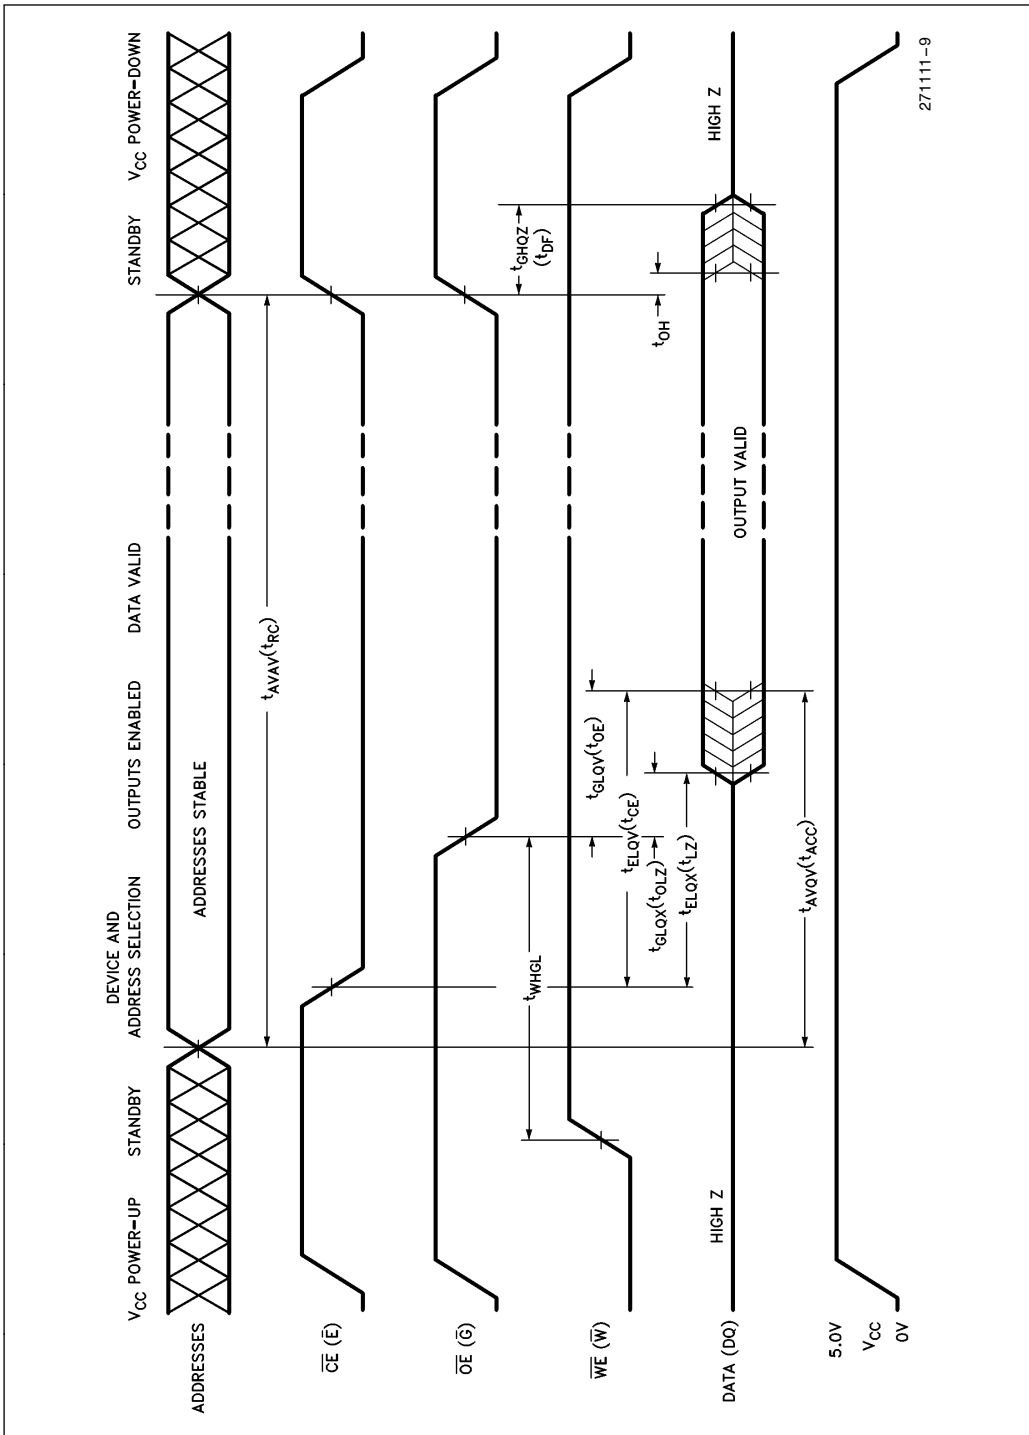 VCC POWER-UP
STANDBY
DEVICE AND
ADDRESS SELECTION
OUTPUTS ENABLED
DATA VALID
STANDBY
VCC POWER-DOWN
ADDRESSES
ADDRESSES STABLE
tAVAV(tRC)
CE (E)
OE (G)
tWHGL
WE (W)
tGLQV(tOE)
tELQV(tCE)
tGLQX(tOLZ)
tELQX(tLZ)
tGHQZ
(tDF)
tOH
DATA (DQ)
HIGH Z
OUTPUT VALID
HIGH Z
tAVQV(tACC)
5.0V
VCC
0V
271111-9